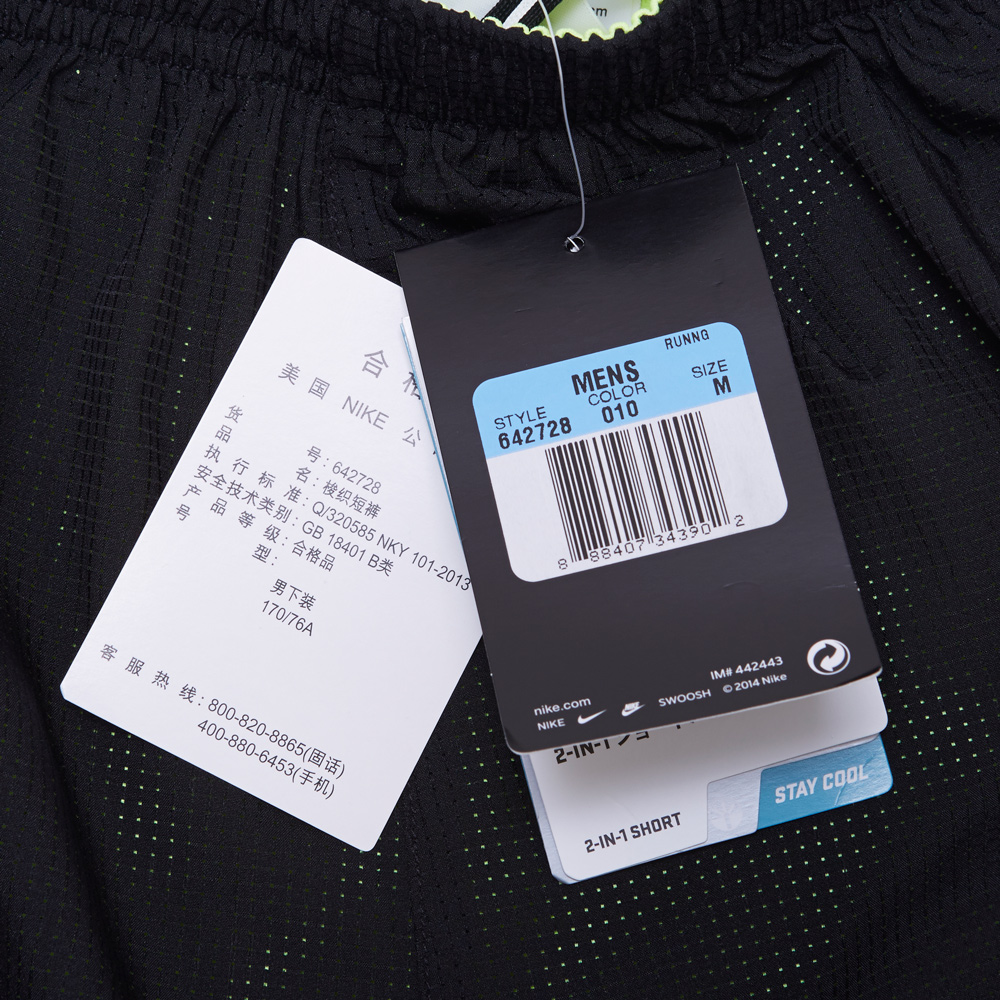 RUNNG
MENS
SIZE
COLOR
M
STYLE
010
642728
8 88407 34390 2
IM# 442443
nike.com
© 2014 Nike
NIKE
SWOOSH
2-IN-1
STAY COOL
2-IN-1 SHORT
合格
美国 NIKE 公
货号:642728
品名:梭织短裤
执行标准:Q/320585 NKY 101-2013
安全技术类别:GB 18401 B类
产品等级:合格品
号型:
男下装
170/76A
客服热线:800-820-8865(固话)
400-880-6453(手机)